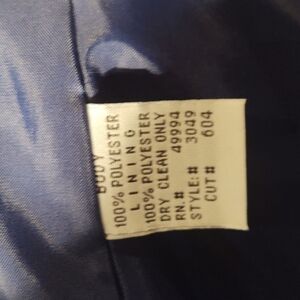 BODY
100% POLYESTER
LINING
100% POLYESTER
DRY CLEAN ONLY
RN.# 49994
STYLE:# 3049
CUT# 604